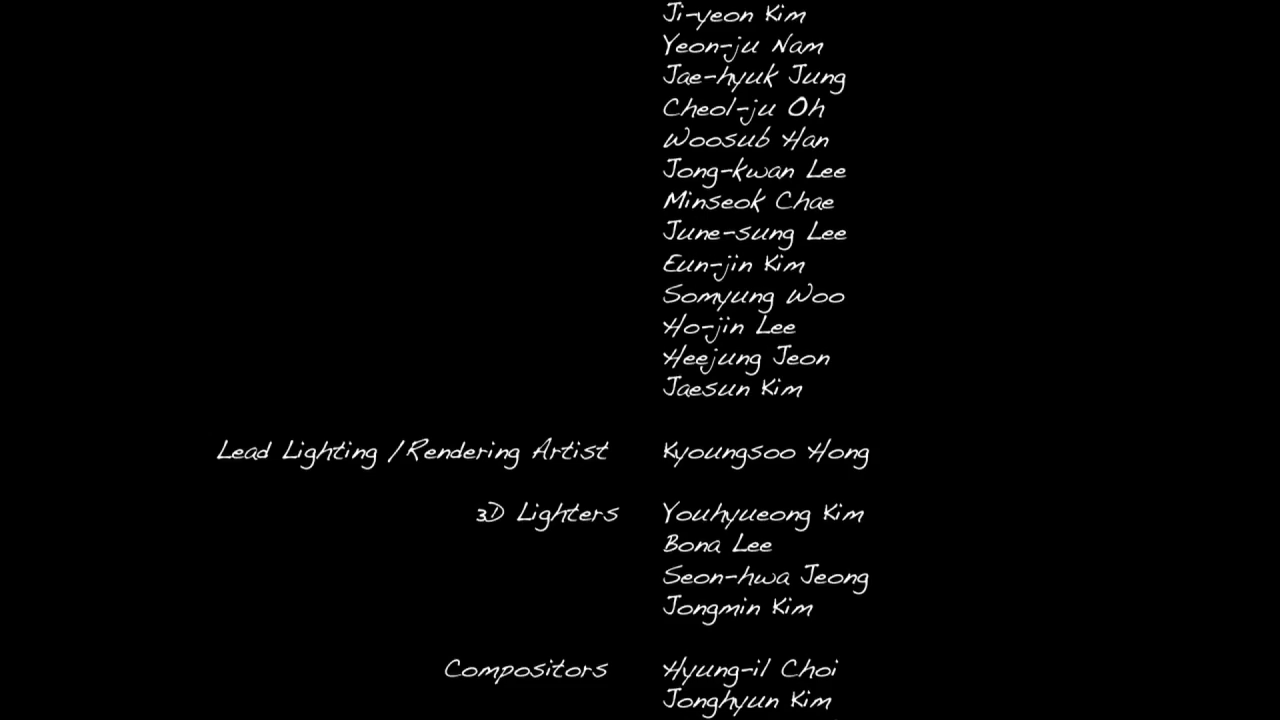 Ji-yeon Kim
Yeon-ju Nam
Jae-hyuk Jung
Cheol-ju Oh
Woosub Han
Jong-kwan Lee
Minseok Chae
June-sung Lee
Eun-jin Kim
Somyung Woo
Ho-jin Lee
Heejung Jeon
Jaesun Kim
Lead Lighting /Rendering Artist Kyoungsoo Hong
3D Lighters Youhyueong Kim
Bona Lee
Seon-hwa Jeong
Jongmin Kim
Compositors Hyung-il Choi
Jonghyun Kim